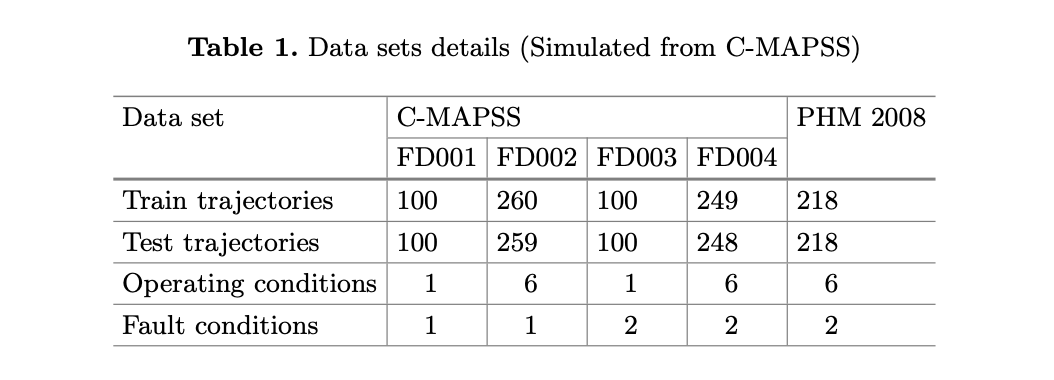 Table 1. Data sets details (Simulated from C-MAPSS)
Data set C-MAPSS PHM 2008
FD001 FD002 FD003 FD004
Train trajectories 100 260 100 249 218
Test trajectories 100 259 100 248 218
Operating conditions 1 6 1 6 6
Fault conditions 1 1 2 2 2